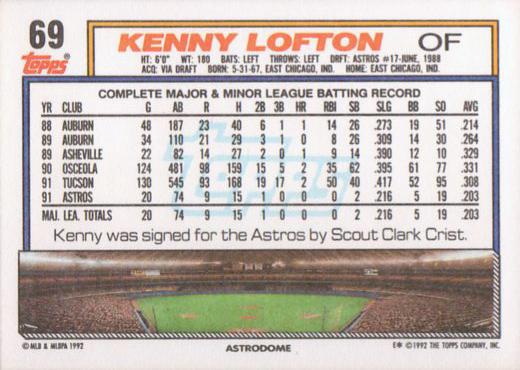 69 KENNY LOFTON OF
Topps HT: 6'0" WT: 180 BATS: LEFT THROWS: LEFT DRFT: ASTROS #17-JUNE, 1988
ACQ: VIA DRAFT BORN: 5-31-67, EAST CHICAGO, IND. HOME: EAST CHICAGO, IND.
COMPLETE MAJOR & MINOR LEAGUE BATTING RECORD
YR CLUB G AB R H 2B 3B HR RBI SB SLG BB SO AVG
88 AUBURN 48 187 23 40 6 1 1 14 26 .273 19 51 .214
89 AUBURN 34 110 21 29 3 1 0 8 26 .309 14 30 .264
89 ASHEVILLE 22 82 14 27 2 0 1 9 14 .390 12 10 .329
90 OSCEOLA 124 481 98 159 15 5 2 35 62 .395 61 77 .331
91 TUCSON 130 545 93 168 19 17 2 50 40 .417 52 95 .308
91 ASTROS 20 74 9 15 1 0 0 0 2 .216 5 19 .203
MAJ. LEA. TOTALS 20 74 9 15 1 0 0 0 2 .216 5 19 .203
Topps
Kenny was signed for the Astros by Scout Clark Crist.
© MLB & MLBPA 1992 ASTRODOME E* © 1992 THE TOPPS COMPANY, INC.